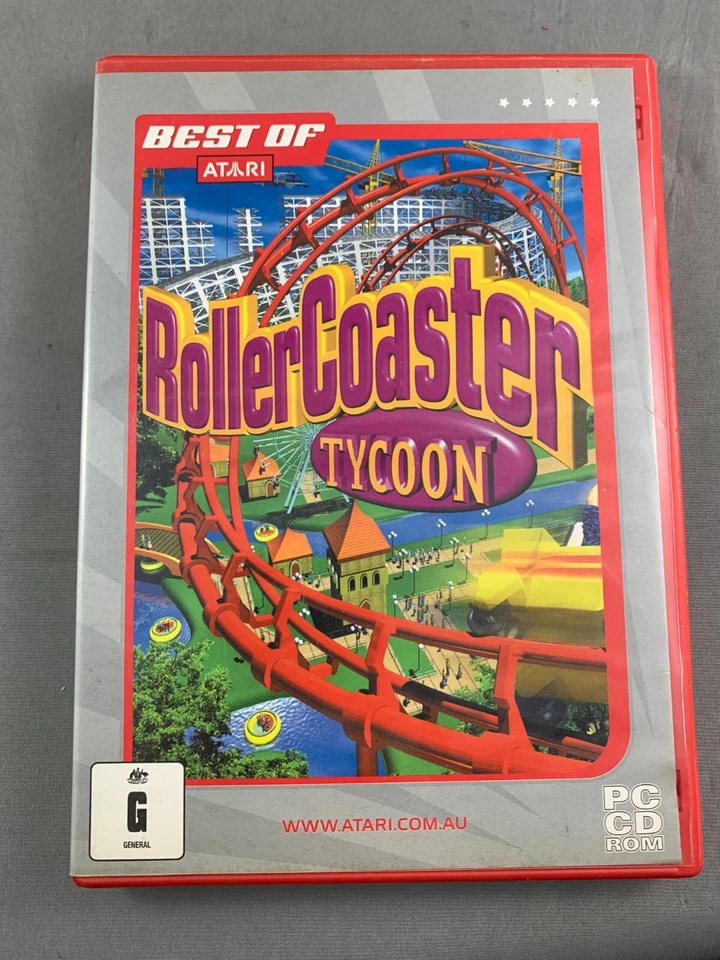 BEST OF
ATARI
RollerCoaster
TYCOON
G
GENERAL
WWW.ATARI.COM.AU
PC
CD
ROM